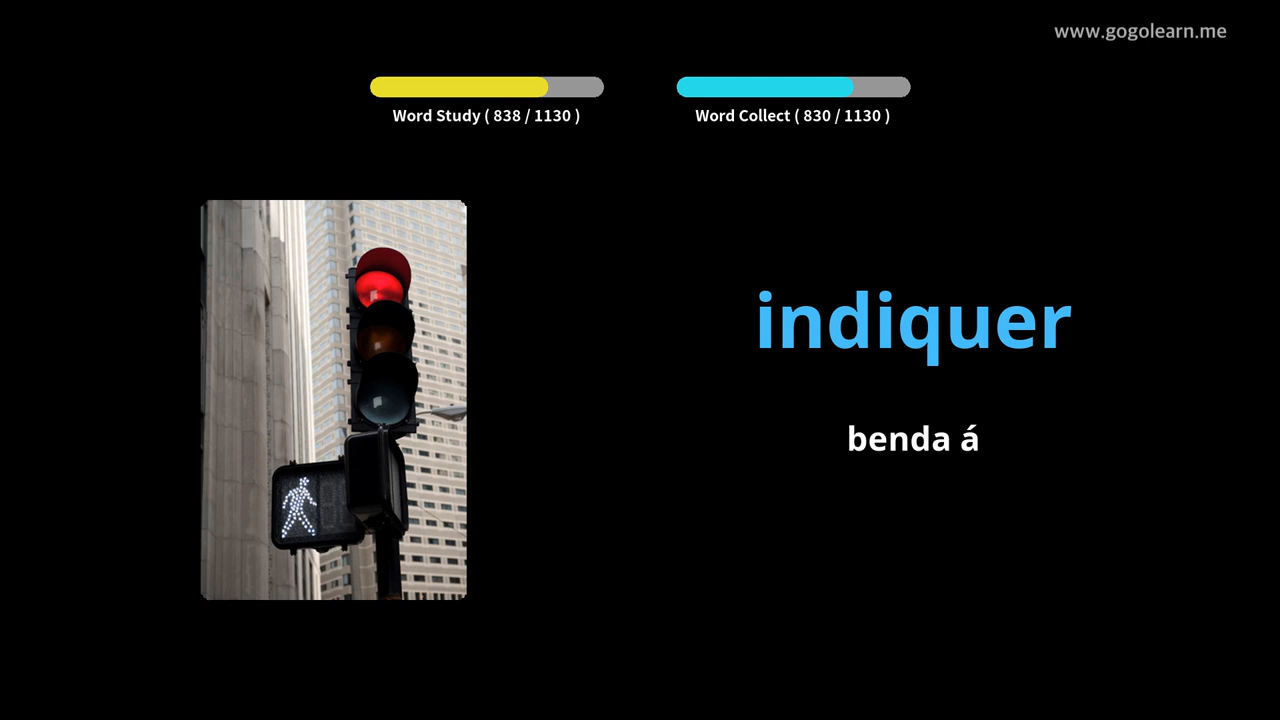 www.gogolearn.me
Word Study ( 838 / 1130 )
Word Collect ( 830 / 1130 )
indiquer
benda á